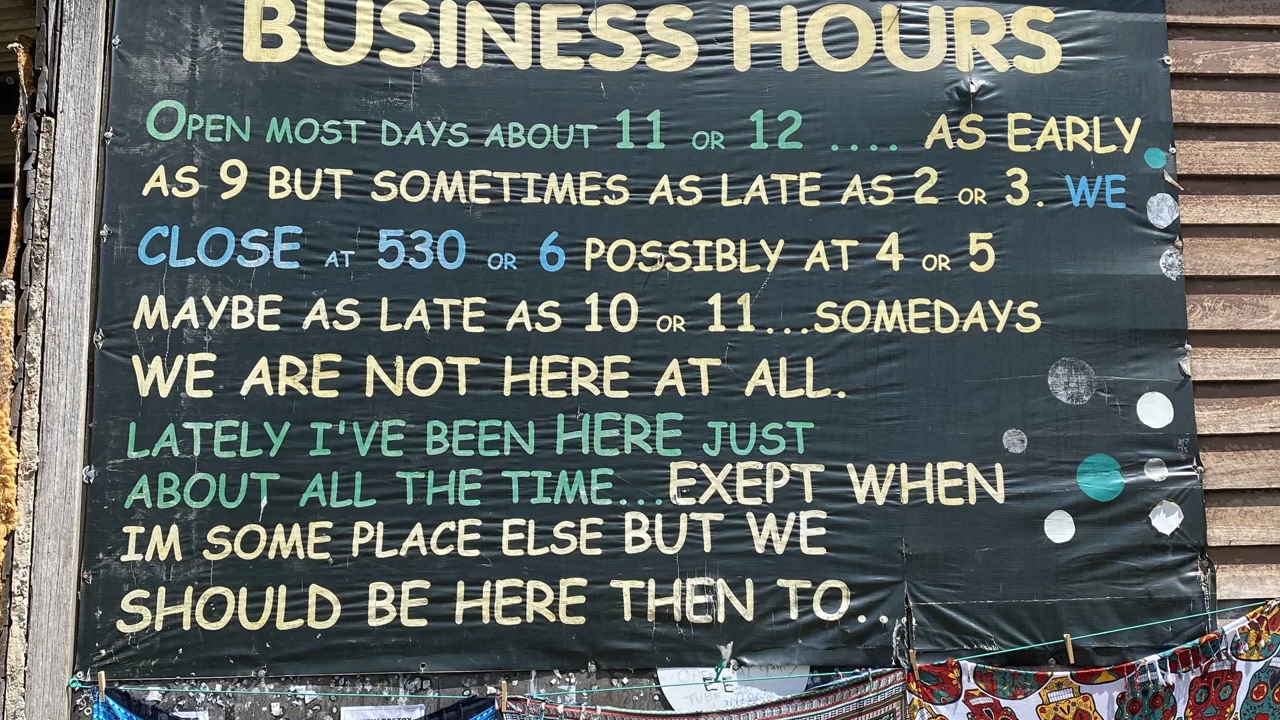 BUSINESS HOURS
OPEN MOST DAYS ABOUT 11 OR 12 .... AS EARLY
AS 9 BUT SOMETIMES AS LATE AS 2 OR 3. WE
CLOSE AT 530 OR 6 POSSIBLY AT 4 OR 5
MAYBE AS LATE AS 10 OR 11...SOMEDAYS
WE ARE NOT HERE AT ALL.
LATELY I'VE BEEN HERE JUST
ABOUT ALL THE TIME...EXEPT WHEN
IM SOME PLACE ELSE BUT WE
SHOULD BE HERE THEN TO..